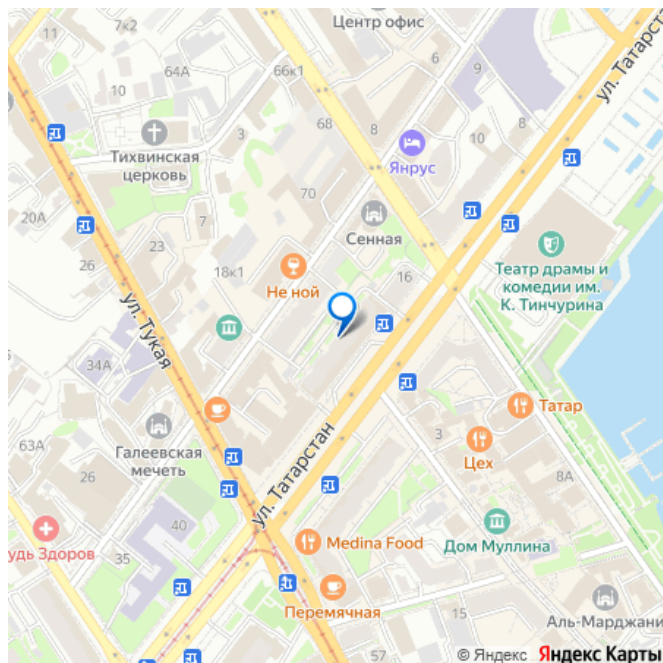 7к2
Центр офис
10
64А
66к1
9
ул. Татарстан
68
8
3
8
10
Тихвинская
церковь
Янрус
20А
7
70
23
Сенная
26
18к1
16
Театр драмы и
комедии им.
К. Тинчурина
Не ной
ул. Тукая
34А
63А
Галеевская
мечеть
ул. Татарстан
Татар
3
Цех
26
8А
40
удь Здоров
35
Medina Food
Дом Муллина
Перемячная
15
Аль-Марджани
57
© Яндекс Яндекс Карты